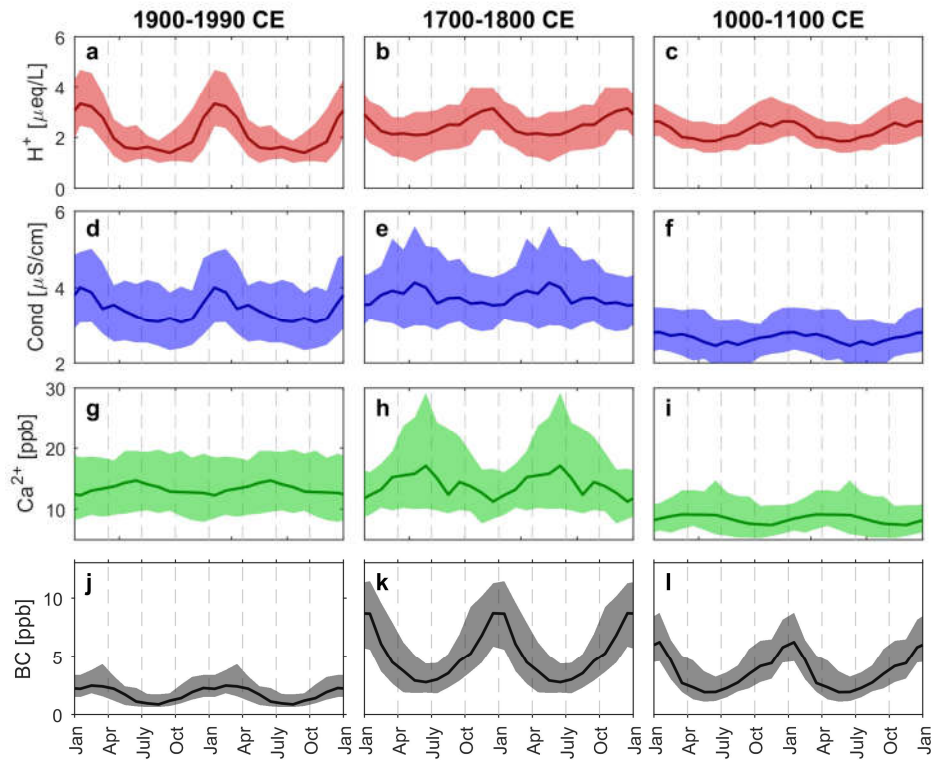 1900-1990 CE 1700-1800 CE 1000-1100 CE
a b c
H⁺ [μeq/L]
6
4
2
0
d e f
Cond [μS/cm]
6
4
2
g h i
Ca²⁺ [ppb]
30
20
10
j k l
BC [ppb]
10
5
0
Jan Apr July Oct Jan Apr July Oct Jan Jan Apr July Oct Jan Apr July Oct Jan Jan Apr July Oct Jan Apr July Oct Jan